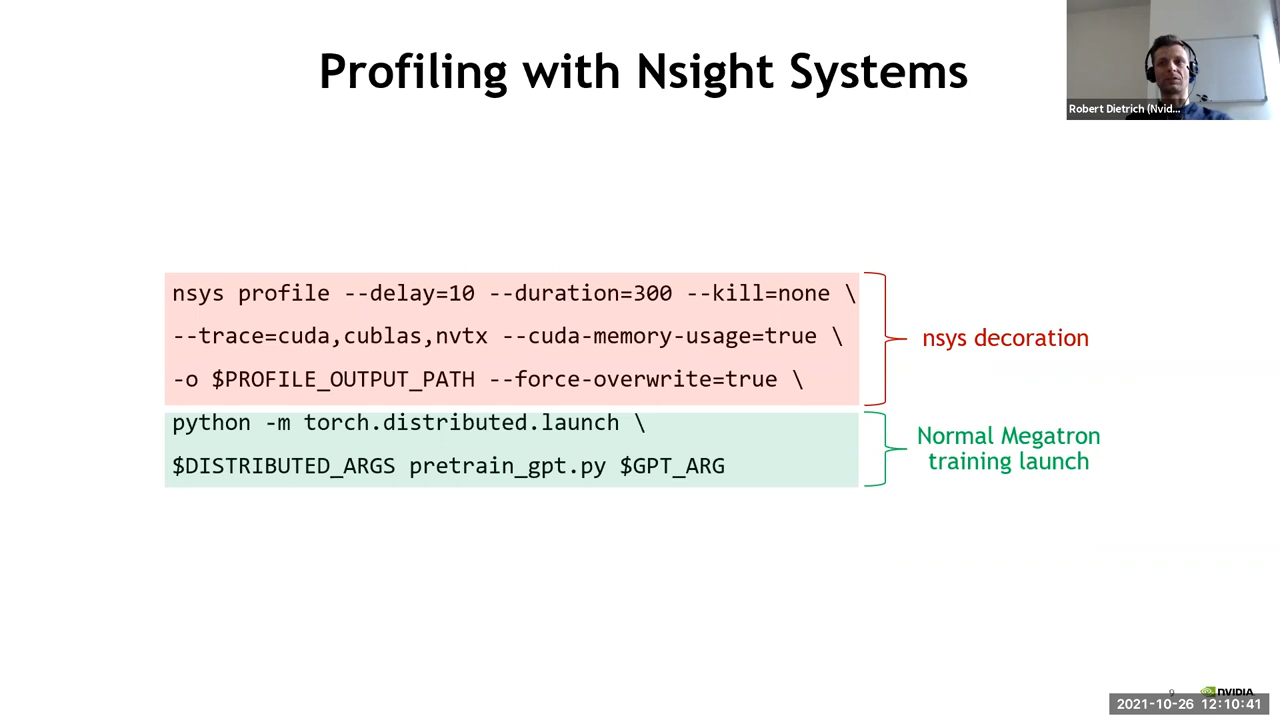 Profiling with Nsight Systems
Robert Dietrich (Nvid...
nsys profile --delay=10 --duration=300 --kill=none \
--trace=cuda,cublas,nvtx --cuda-memory-usage=true \
-o $PROFILE_OUTPUT_PATH --force-overwrite=true \
nsys decoration
python -m torch.distributed.launch \
$DISTRIBUTED_ARGS pretrain_gpt.py $GPT_ARG
Normal Megatron
training launch
9
NVIDIA
2021-10-26 12:10:41